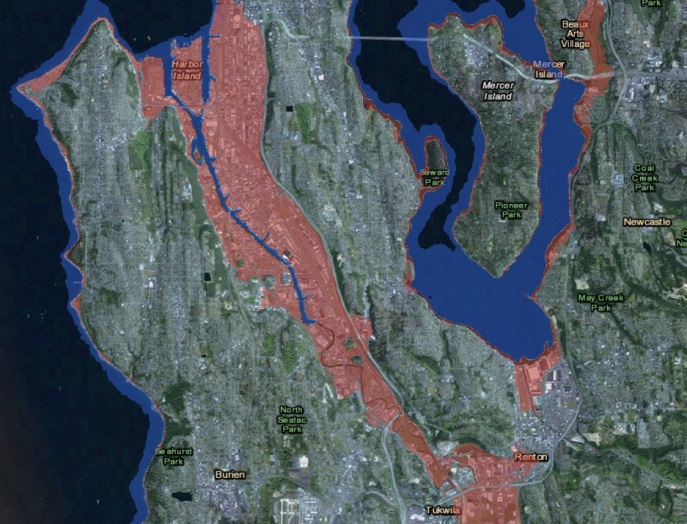 Park
Beaux
Arts
Village
Harbor
Island
Mercer
Island
Mercer
Island
Seward
Park
Coal
Creek
Park
Pioneer
Park
Newcastle
May Creek
Park
North
Seatac
Park
Seahurst
Park
Burien
Renton
Tukwila